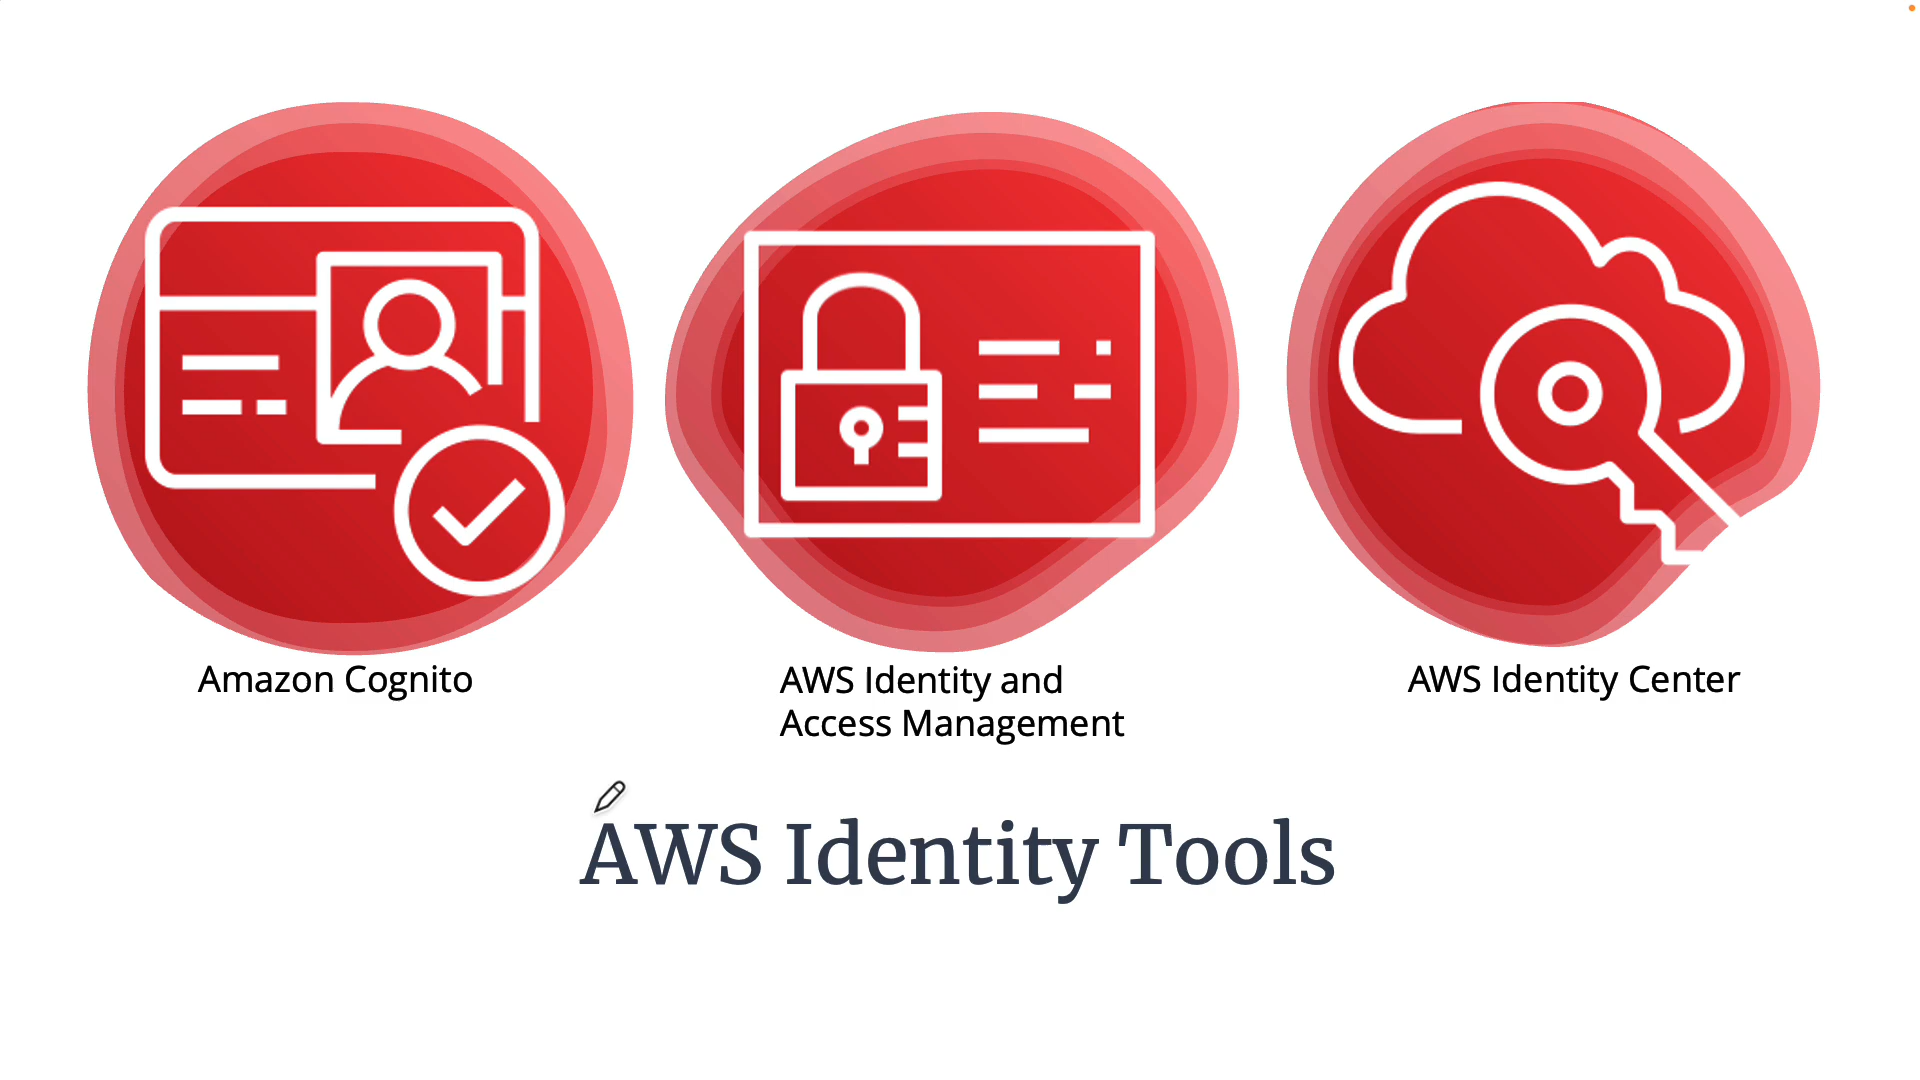 Amazon Cognito
AWS Identity and
Access Management
AWS Identity Center
AWS Identity Tools